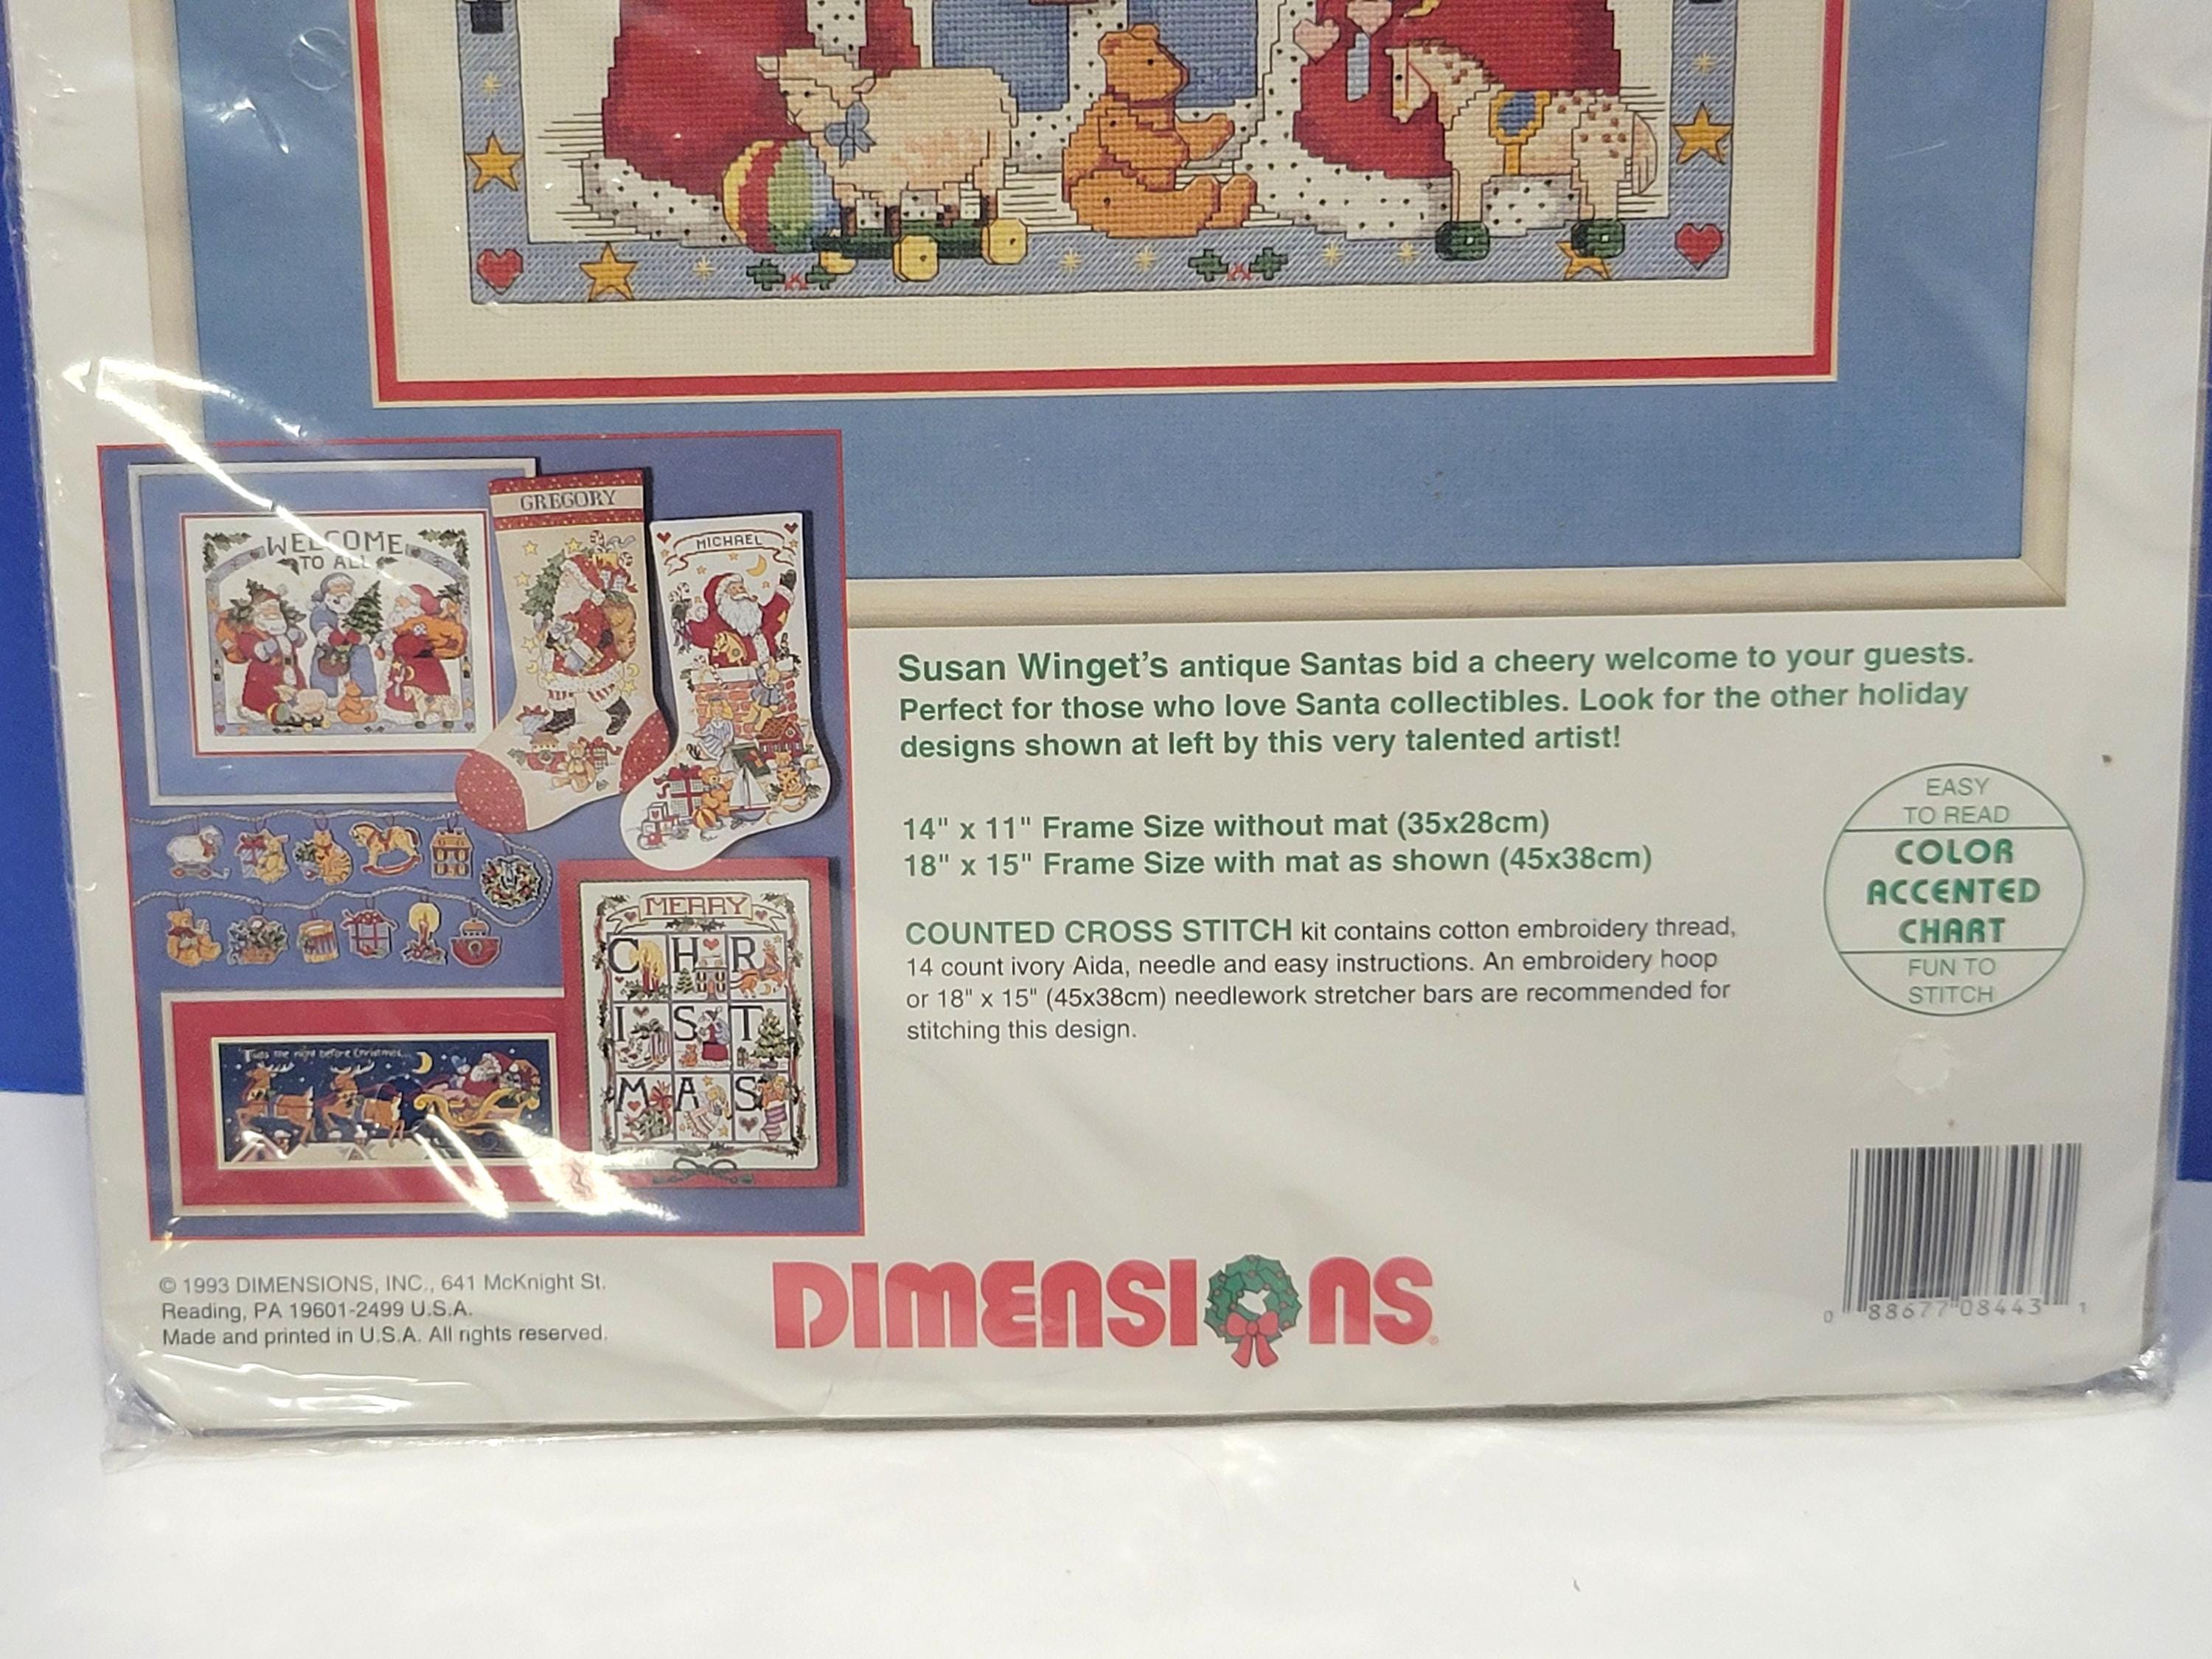 GREGORY
MICHAEL
WELCOME
TO ALL
MERRY
C H R
I S T
M A S
'Twas the night before Christmas...
Susan Winget's antique Santas bid a cheery welcome to your guests.
Perfect for those who love Santa collectibles. Look for the other holiday
designs shown at left by this very talented artist!
14" x 11" Frame Size without mat (35x28cm)
18" x 15" Frame Size with mat as shown (45x38cm)
COUNTED CROSS STITCH kit contains cotton embroidery thread,
14 count ivory Aida, needle and easy instructions. An embroidery hoop
or 18" x 15" (45x38cm) needlework stretcher bars are recommended for
stitching this design.
EASY
TO READ
COLOR
ACCENTED
CHART
FUN TO
STITCH
© 1993 DIMENSIONS, INC., 641 McKnight St.
Reading, PA 19601-2499 U.S.A.
Made and printed in U.S.A. All rights reserved.
DIMENSIONS®
0 88677 08443 1